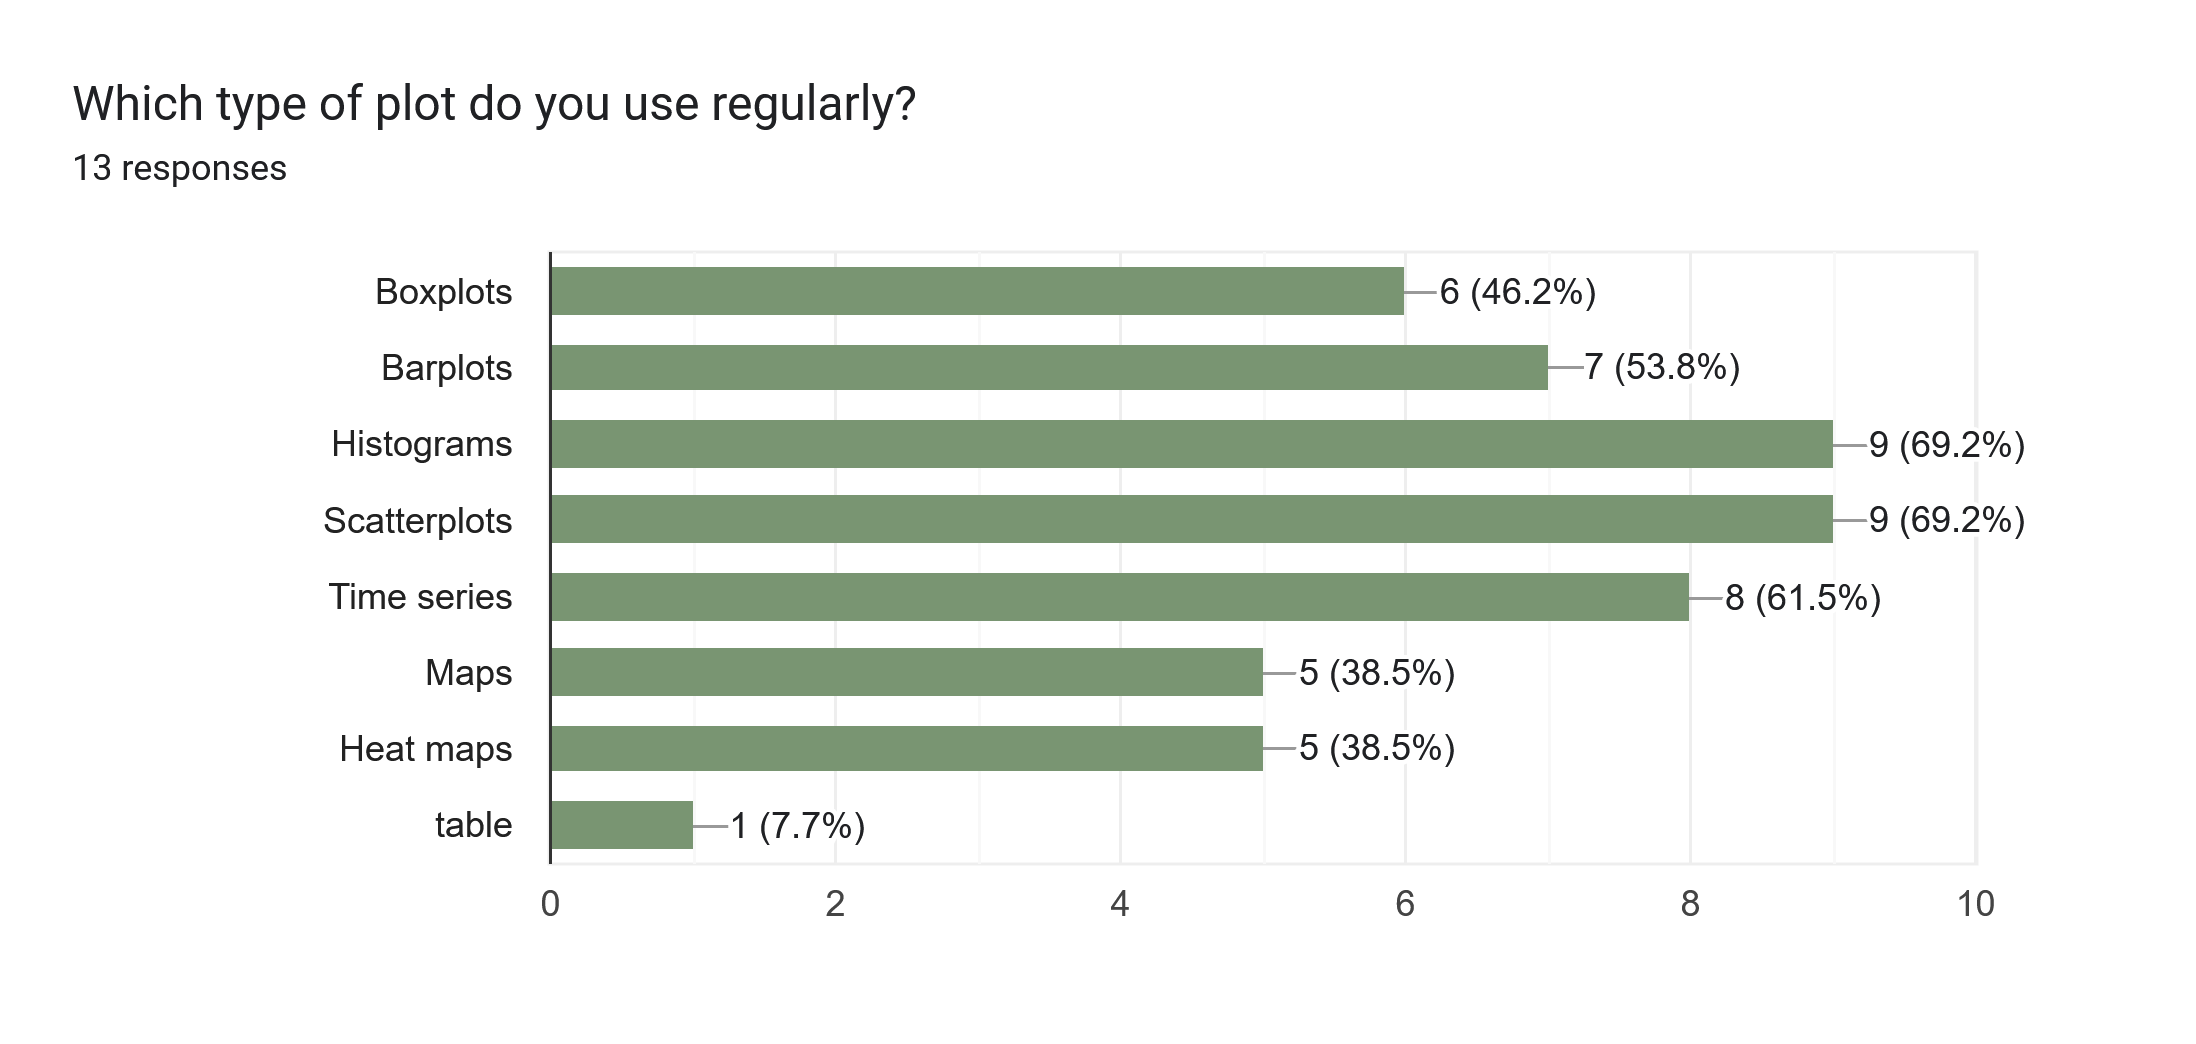 Which type of plot do you use regularly?
13 responses
Boxplots 6 (46.2%)
Barplots 7 (53.8%)
Histograms 9 (69.2%)
Scatterplots 9 (69.2%)
Time series 8 (61.5%)
Maps 5 (38.5%)
Heat maps 5 (38.5%)
table 1 (7.7%)
0 2 4 6 8 10